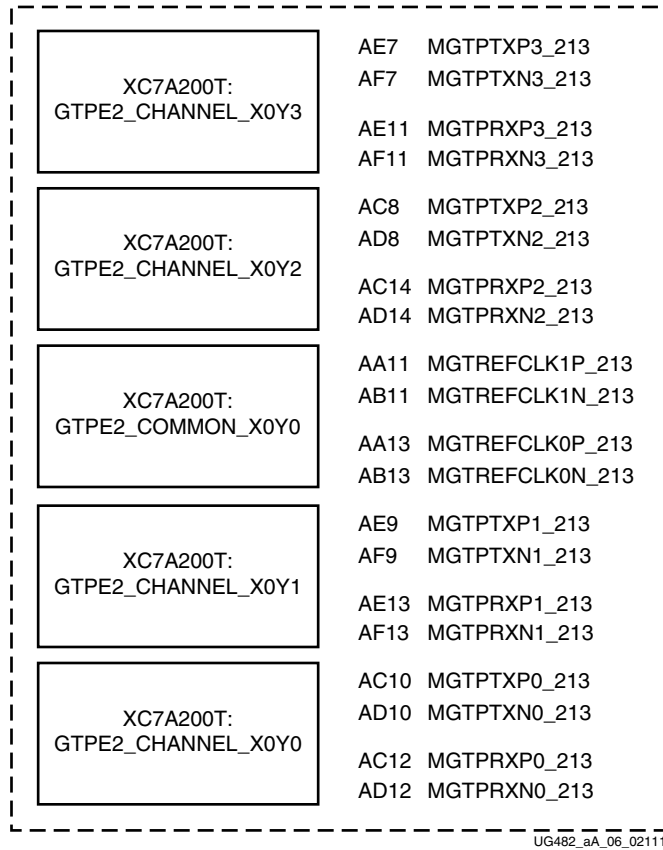 XC7A200T:
GTPE2_CHANNEL_X0Y3
AE7 MGTPTXP3_213
AF7 MGTPTXN3_213
AE11 MGTPRXP3_213
AF11 MGTPRXN3_213
XC7A200T:
GTPE2_CHANNEL_X0Y2
AC8 MGTPTXP2_213
AD8 MGTPTXN2_213
AC14 MGTPRXP2_213
AD14 MGTPRXN2_213
XC7A200T:
GTPE2_COMMON_X0Y0
AA11 MGTREFCLK1P_213
AB11 MGTREFCLK1N_213
AA13 MGTREFCLK0P_213
AB13 MGTREFCLK0N_213
XC7A200T:
GTPE2_CHANNEL_X0Y1
AE9 MGTPTXP1_213
AF9 MGTPTXN1_213
AE13 MGTPRXP1_213
AF13 MGTPRXN1_213
XC7A200T:
GTPE2_CHANNEL_X0Y0
AC10 MGTPTXP0_213
AD10 MGTPTXN0_213
AC12 MGTPRXP0_213
AD12 MGTPRXN0_213
UG482_aA_06_02111